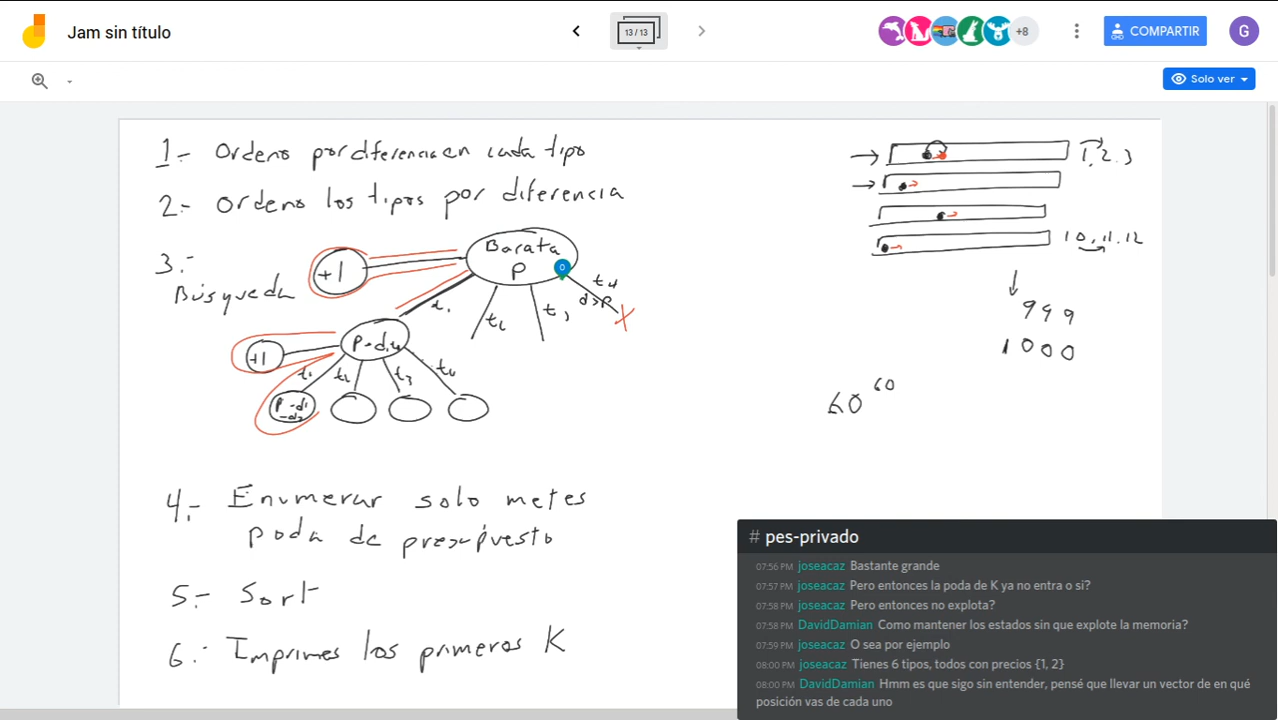 Jam sin título
13 / 13
+8
COMPARTIR
G
Solo ver
1.- Ordeno por diferencia en cada tipo
2.- Ordeno los tipos por diferencia
3.-
Búsqueda
+1
Barata
P
0
t1
t2
t3
t4
d>P
X
+1
P-d1
t1
t2
t3
t4
P-d1
-d2
4.- Enumerar solo metes
poda de presupuesto
5.- Sort
6.- Imprimes los primeros K
1,2,3
10,11,12
999
1000
60^60
# pes-privado
07:56 PM joseacaz Bastante grande
07:57 PM joseacaz Pero entonces la poda de K ya no entra o si?
07:58 PM joseacaz Pero entonces no explota?
07:58 PM DavidDamian Como mantener los estados sin que explote la memoria?
07:59 PM joseacaz O sea por ejemplo
08:00 PM joseacaz Tienes 6 tipos, todos con precios {1, 2}
08:00 PM DavidDamian Hmm es que sigo sin entender, pensé que llevar un vector de en qué
posición vas de cada uno